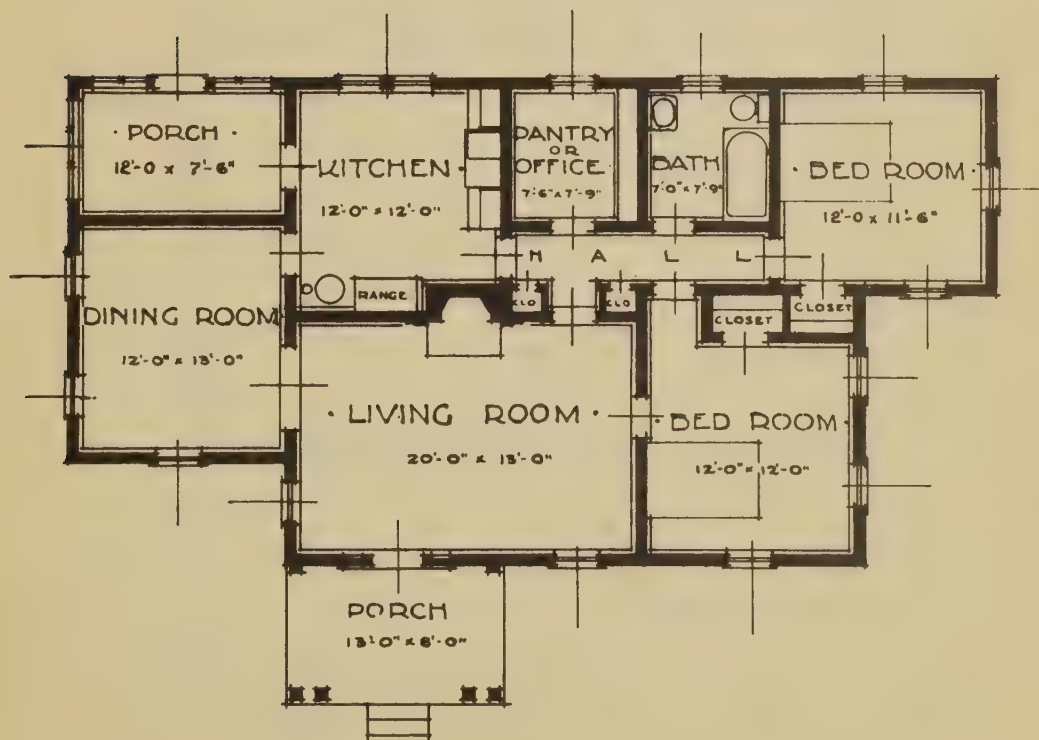 · PORCH ·
12'-0 x 7'-6"
KITCHEN
12'-0" x 12'-0"
PANTRY
OR
OFFICE
7'-6" x 7'-9"
BATH
7'-0" x 7'-9"
· BED ROOM ·
12'-0 x 11'-6"
HALL
RANGE
CLO
CLO
CLOSET
CLOSET
DINING ROOM
12'-0" x 13'-0"
· LIVING ROOM ·
20'-0" x 13'-0"
· BED ROOM
12'-0" x 12'-0"
PORCH
13'-0" x 8'-0"